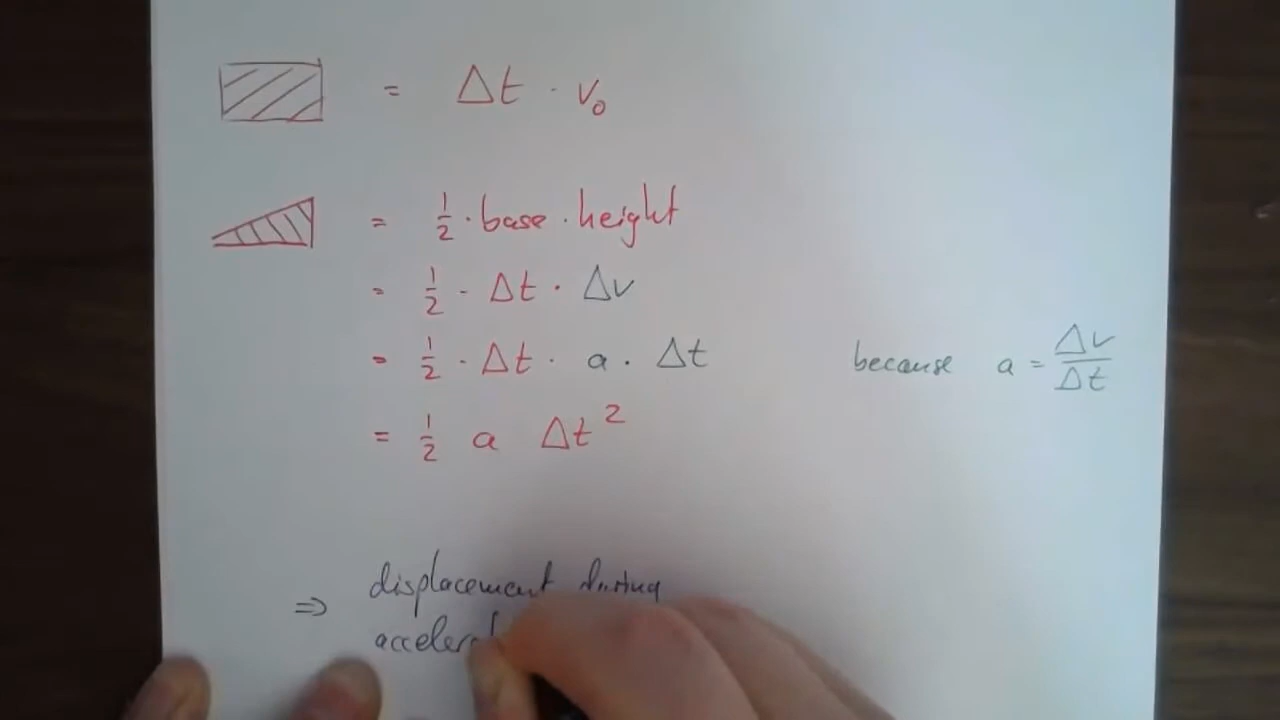 = Δt · v₀
= 1/2 · base · height
= 1/2 · Δt · Δv
= 1/2 · Δt · a · Δt because a = Δv/Δt
= 1/2 a Δt²
⇒ displacement during
accelerat